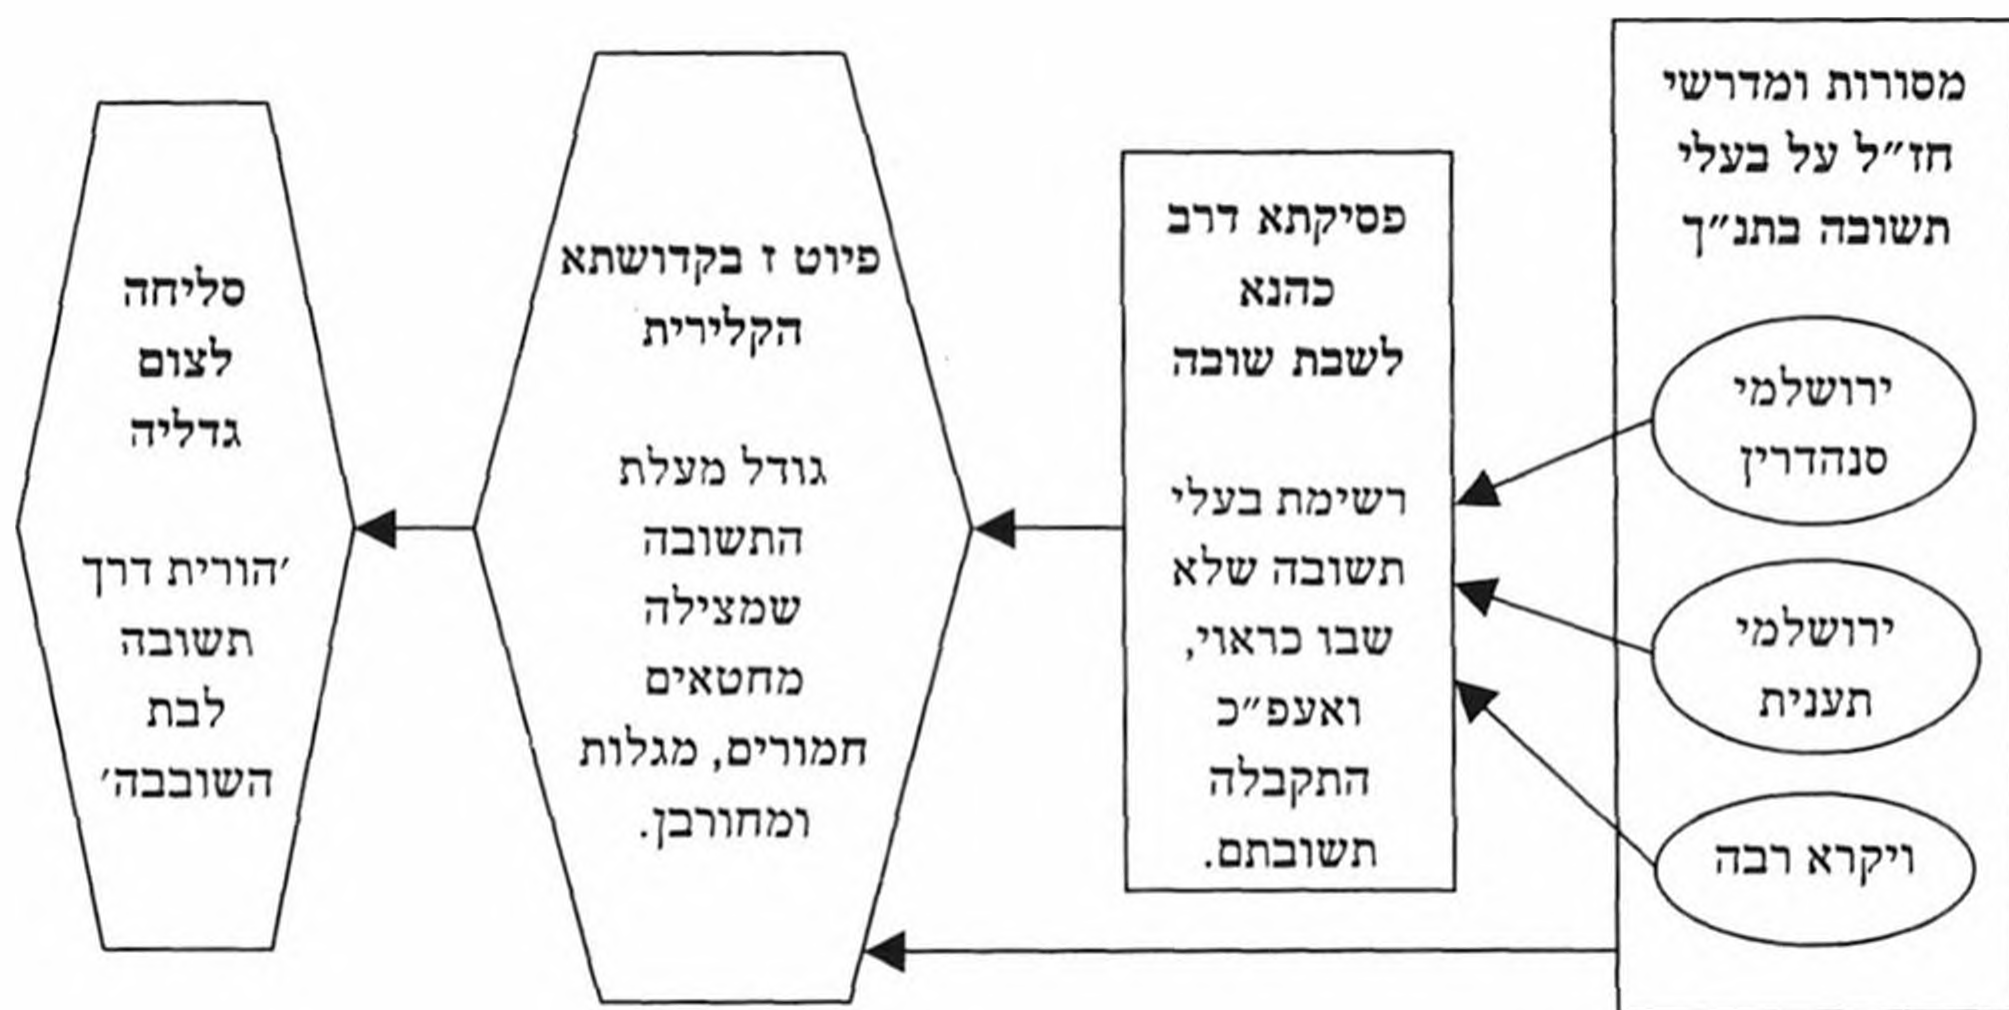 מסורות ומדרשי
חז״ל על בעלי
תשובה בתנ״ך
ירושלמי
סנהדרין
ירושלמי
תענית
ויקרא רבה
פסיקתא דרב
כהנא
לשבת שובה
רשימת בעלי
תשובה שלא
שבו כראוי,
ואעפ״כ
התקבלה
תשובתם.
פיוט ז בקדושתא
הקלירית
גודל מעלת
התשובה
שמצילה
מחטאים
חמורים, מגלות
ומחורבן.
סליחה
לצום
גדליה
׳הורית דרך
תשובה
לבת
השובבה׳